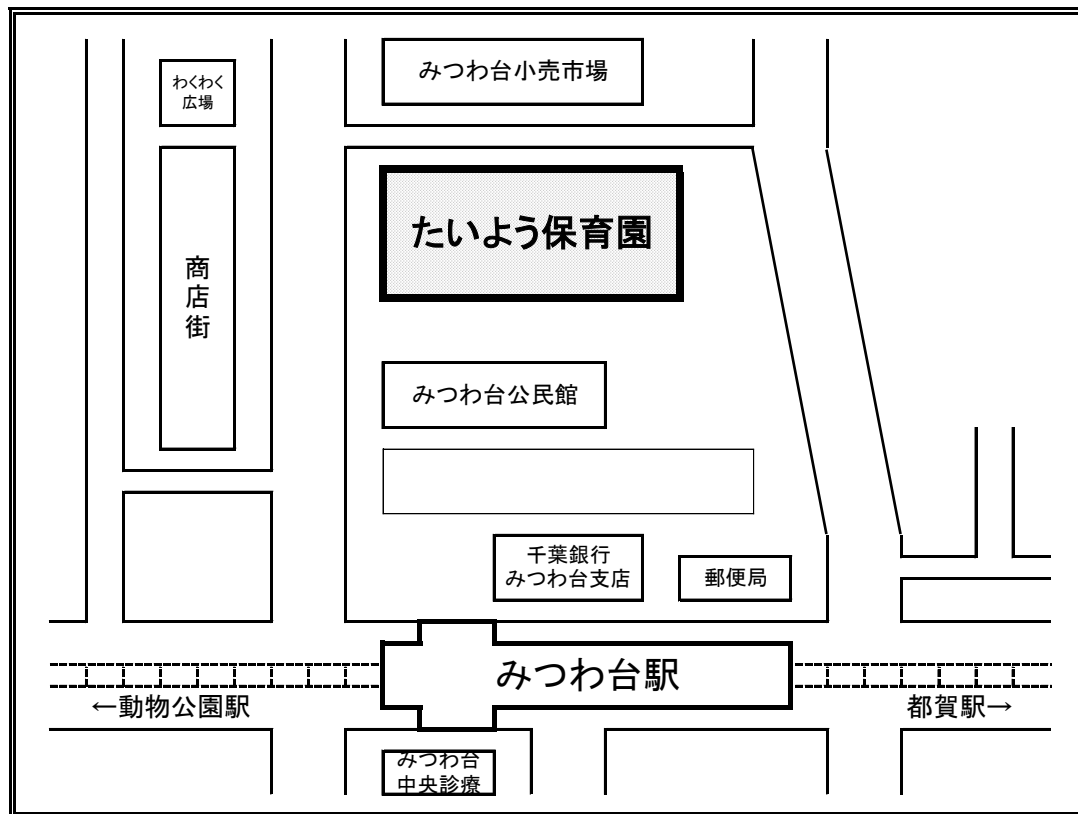 みつわ台小売市場
わくわく
広場
たいよう保育園
商店街
みつわ台公民館
千葉銀行
みつわ台支店
郵便局
みつわ台駅
←動物公園駅
都賀駅→
みつわ台
中央診療